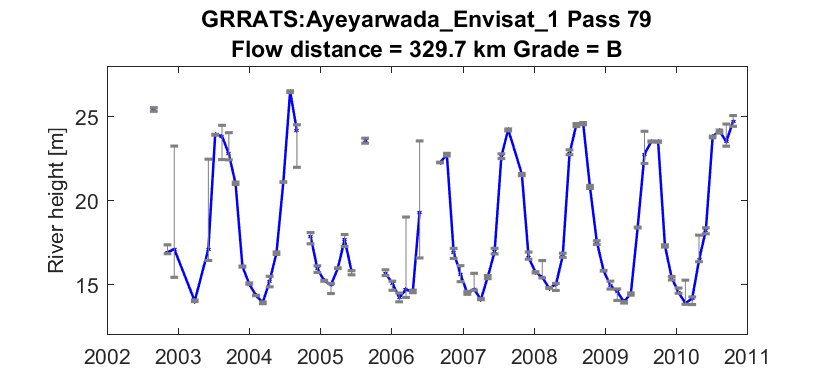 GRRATS:Ayeyarwada_Envisat_1 Pass 79
Flow distance = 329.7 km Grade = B
River height [m]
25
20
15
2002 2003 2004 2005 2006 2007 2008 2009 2010 2011